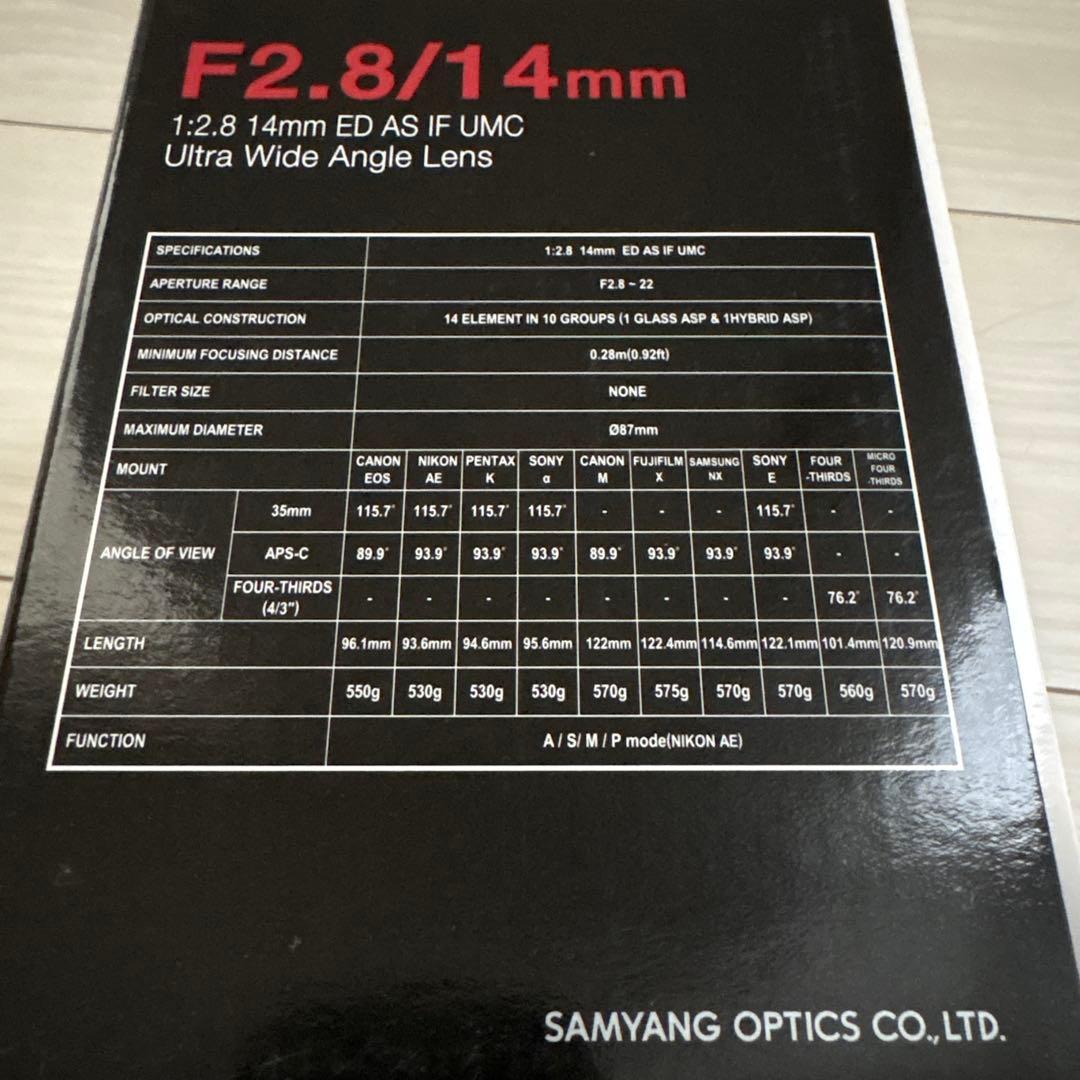 F2.8/14mm
1:2.8 14mm ED AS IF UMC
Ultra Wide Angle Lens
SPECIFICATIONS 1:2.8 14mm ED AS IF UMC
APERTURE RANGE F2.8 ~ 22
OPTICAL CONSTRUCTION 14 ELEMENT IN 10 GROUPS (1 GLASS ASP & 1HYBRID ASP)
MINIMUM FOCUSING DISTANCE 0.28m(0.92ft)
FILTER SIZE NONE
MAXIMUM DIAMETER Ø87mm
MOUNT CANON EOS NIKON AE PENTAX K SONY α CANON M FUJIFILM X SAMSUNG NX SONY E FOUR -THIRDS MICRO FOUR -THIRDS
ANGLE OF VIEW 35mm 115.7° 115.7° 115.7° 115.7° - - - 115.7° - -
APS-C 89.9° 93.9° 93.9° 93.9° 89.9° 93.9° 93.9° 93.9° - -
FOUR-THIRDS (4/3") - - - - - - - - 76.2° 76.2°
LENGTH 96.1mm 93.6mm 94.6mm 95.6mm 122mm 122.4mm 114.6mm 122.1mm 101.4mm 120.9mm
WEIGHT 550g 530g 530g 530g 570g 575g 570g 570g 560g 570g
FUNCTION A / S/ M / P mode(NIKON AE)
SAMYANG OPTICS CO.,LTD.